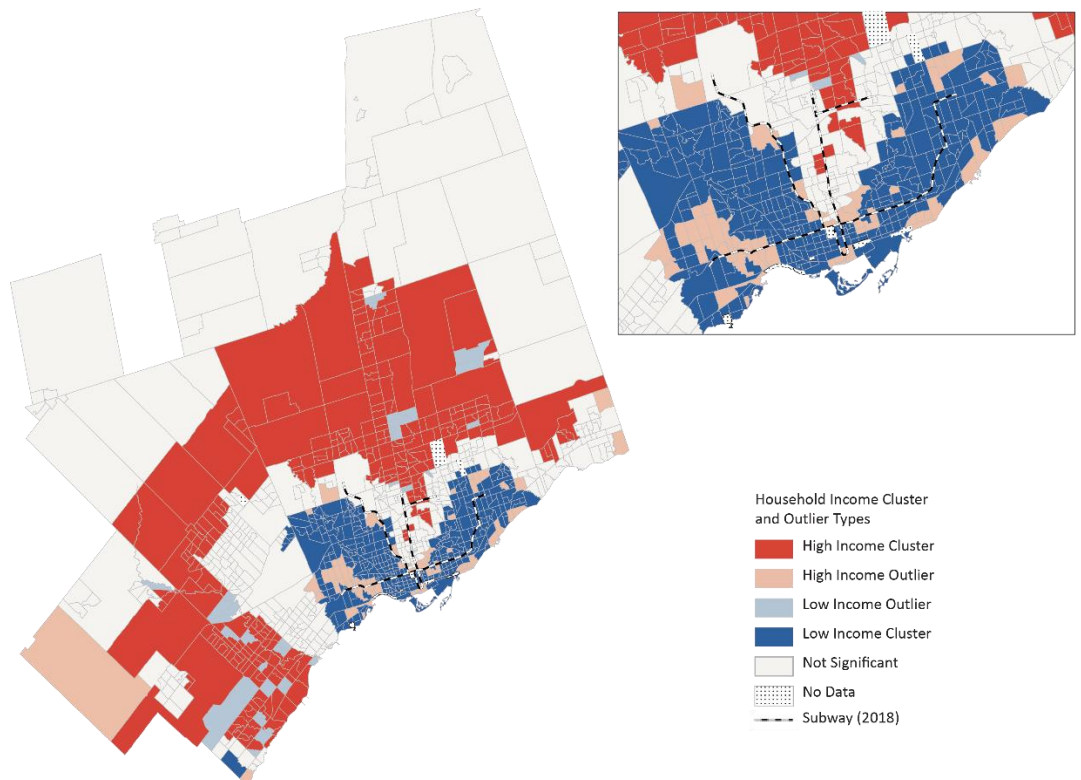 Household Income Cluster
and Outlier Types
High Income Cluster
High Income Outlier
Low Income Outlier
Low Income Cluster
Not Significant
No Data
Subway (2018)